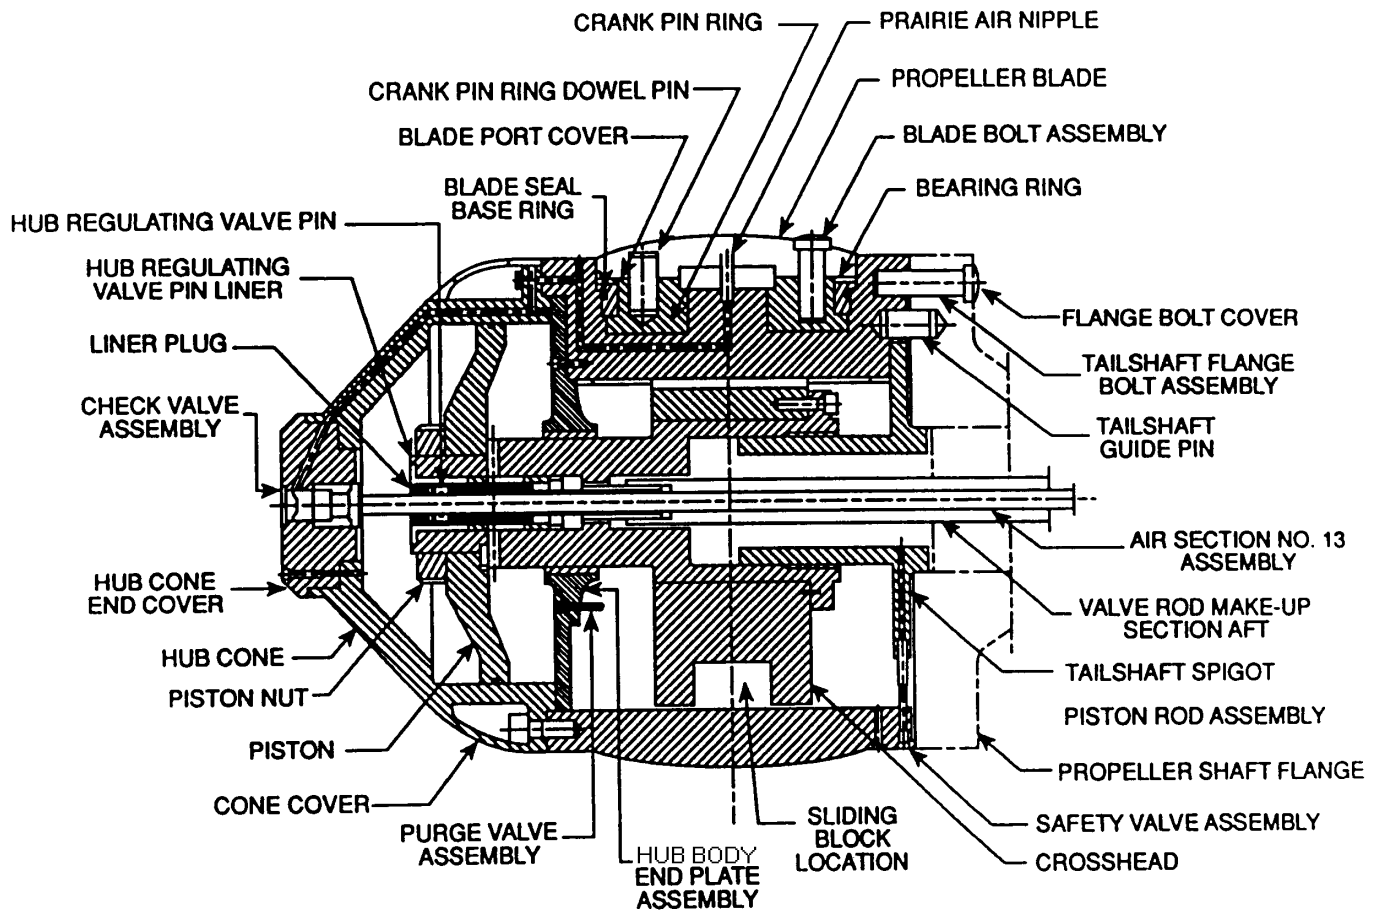 CRANK PIN RING
PRAIRIE AIR NIPPLE
CRANK PIN RING DOWEL PIN
PROPELLER BLADE
BLADE PORT COVER
BLADE BOLT ASSEMBLY
BLADE SEAL
BASE RING
BEARING RING
HUB REGULATING VALVE PIN
HUB REGULATING
VALVE PIN LINER
FLANGE BOLT COVER
LINER PLUG
TAILSHAFT FLANGE
BOLT ASSEMBLY
CHECK VALVE
ASSEMBLY
TAILSHAFT
GUIDE PIN
AIR SECTION NO. 13
ASSEMBLY
HUB CONE
END COVER
VALVE ROD MAKE-UP
SECTION AFT
HUB CONE
TAILSHAFT SPIGOT
PISTON NUT
PISTON ROD ASSEMBLY
PISTON
PROPELLER SHAFT FLANGE
CONE COVER
PURGE VALVE
ASSEMBLY
HUB BODY
END PLATE
ASSEMBLY
SLIDING
BLOCK
LOCATION
SAFETY VALVE ASSEMBLY
CROSSHEAD